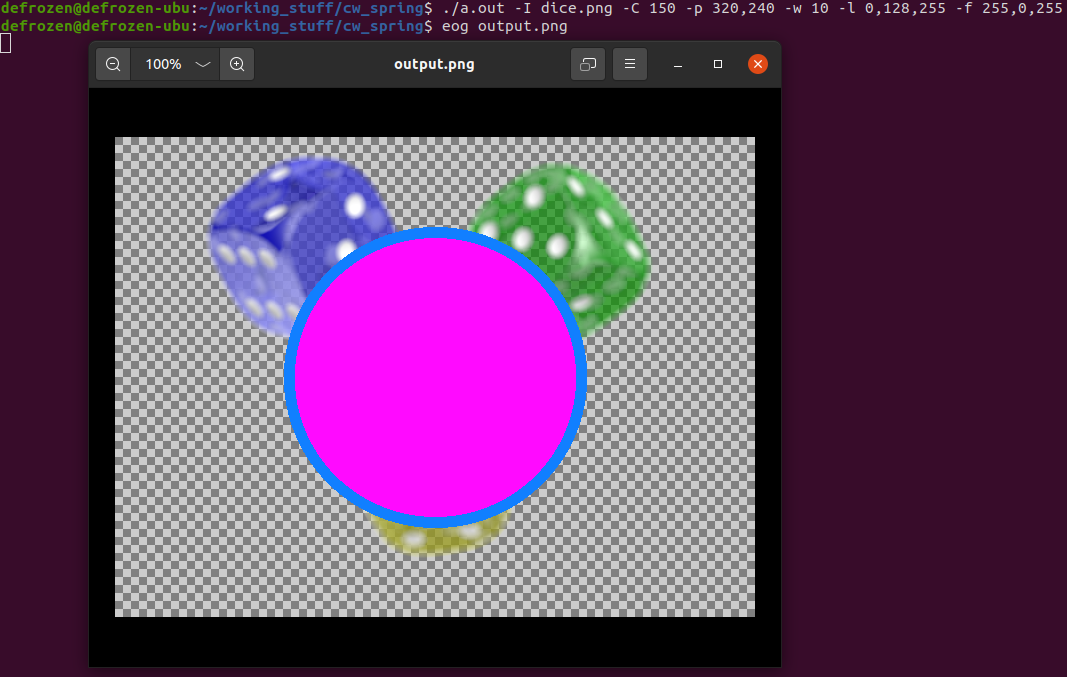 defrozen@defrozen-ubu:~/working_stuff/cw_spring$ ./a.out -I dice.png -C 150 -p 320,240 -w 10 -l 0,128,255 -f 255,0,255
defrozen@defrozen-ubu:~/working_stuff/cw_spring$ eog output.png
100%
output.png